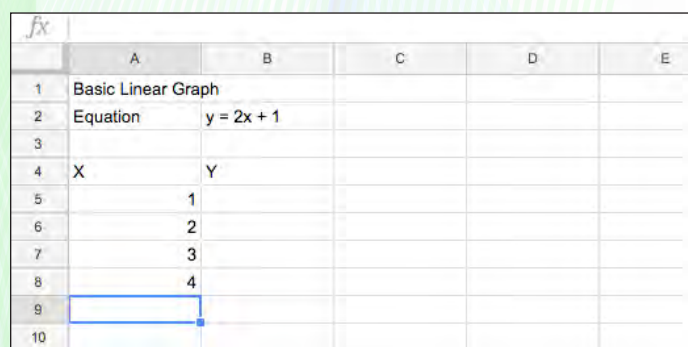 fx
A B C D E
1 Basic Linear Graph
2 Equation y = 2x + 1
3
4 X Y
5 1
6 2
7 3
8 4
9
10